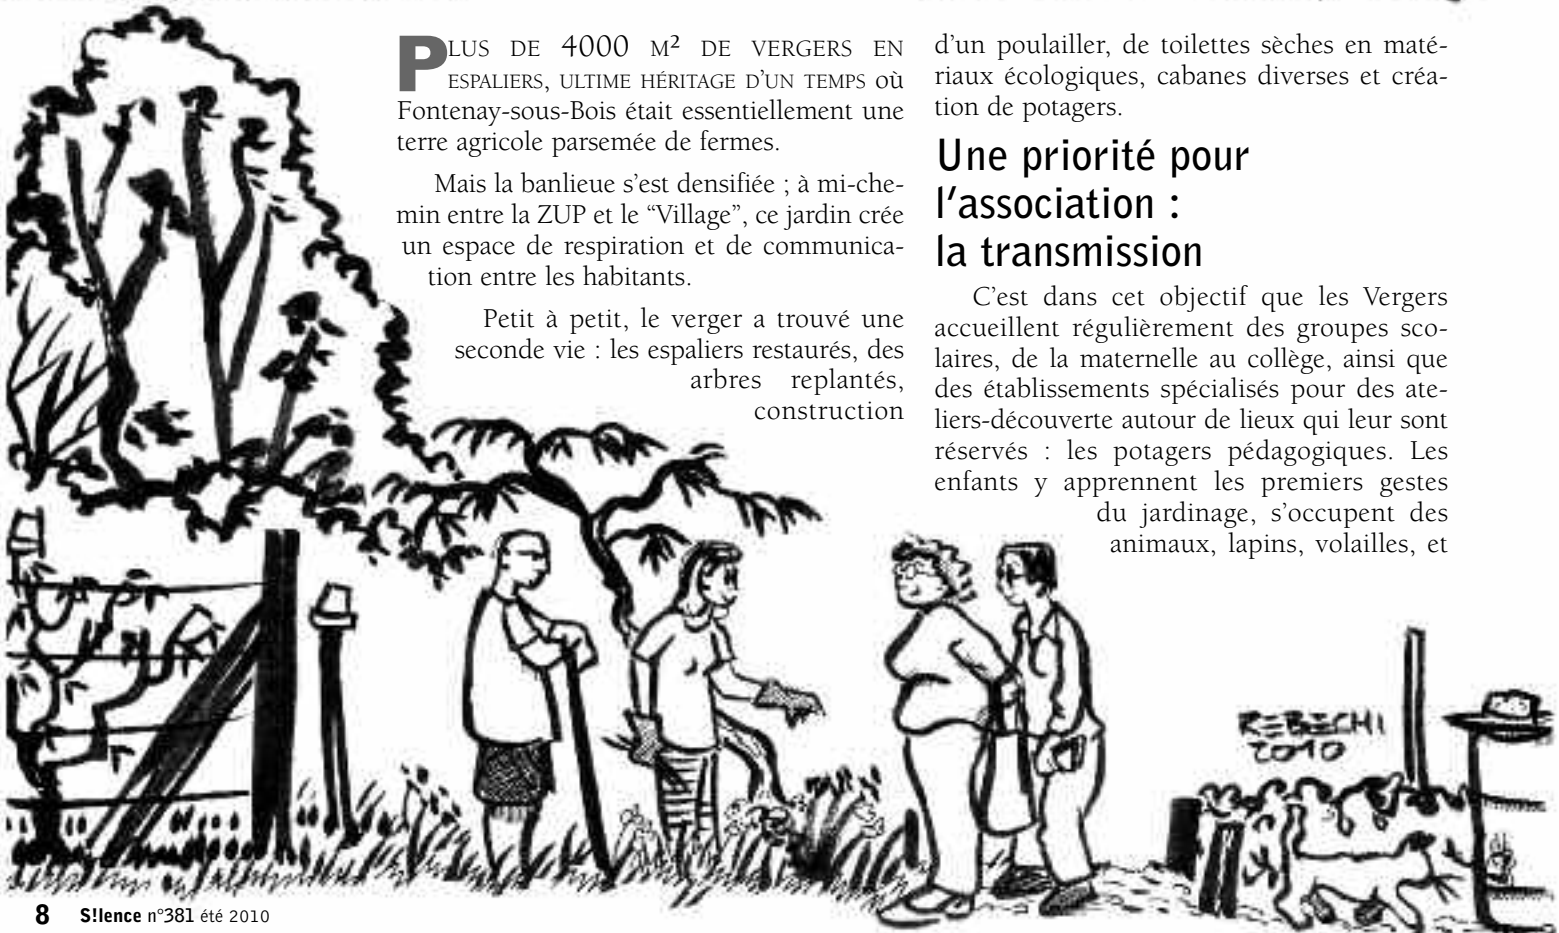 PLUS DE 4000 M² DE VERGERS EN
ESPALIERS, ULTIME HÉRITAGE D'UN TEMPS OÙ
Fontenay-sous-Bois était essentiellement une
terre agricole parsemée de fermes.
Mais la banlieue s'est densifiée ; à mi-che-
min entre la ZUP et le “Village”, ce jardin crée
un espace de respiration et de communica-
tion entre les habitants.
Petit à petit, le verger a trouvé une
seconde vie : les espaliers restaurés, des
arbres replantés,
construction
d'un poulailler, de toilettes sèches en maté-
riaux écologiques, cabanes diverses et créa-
tion de potagers.
Une priorité pour
l'association :
la transmission
C'est dans cet objectif que les Vergers
accueillent régulièrement des groupes sco-
laires, de la maternelle au collège, ainsi que
des établissements spécialisés pour des ate-
liers-découverte autour de lieux qui leur sont
réservés : les potagers pédagogiques. Les
enfants y apprennent les premiers gestes
du jardinage, s'occupent des
animaux, lapins, volailles, et
REBECHI
2010
8 S!lence n°381 été 2010